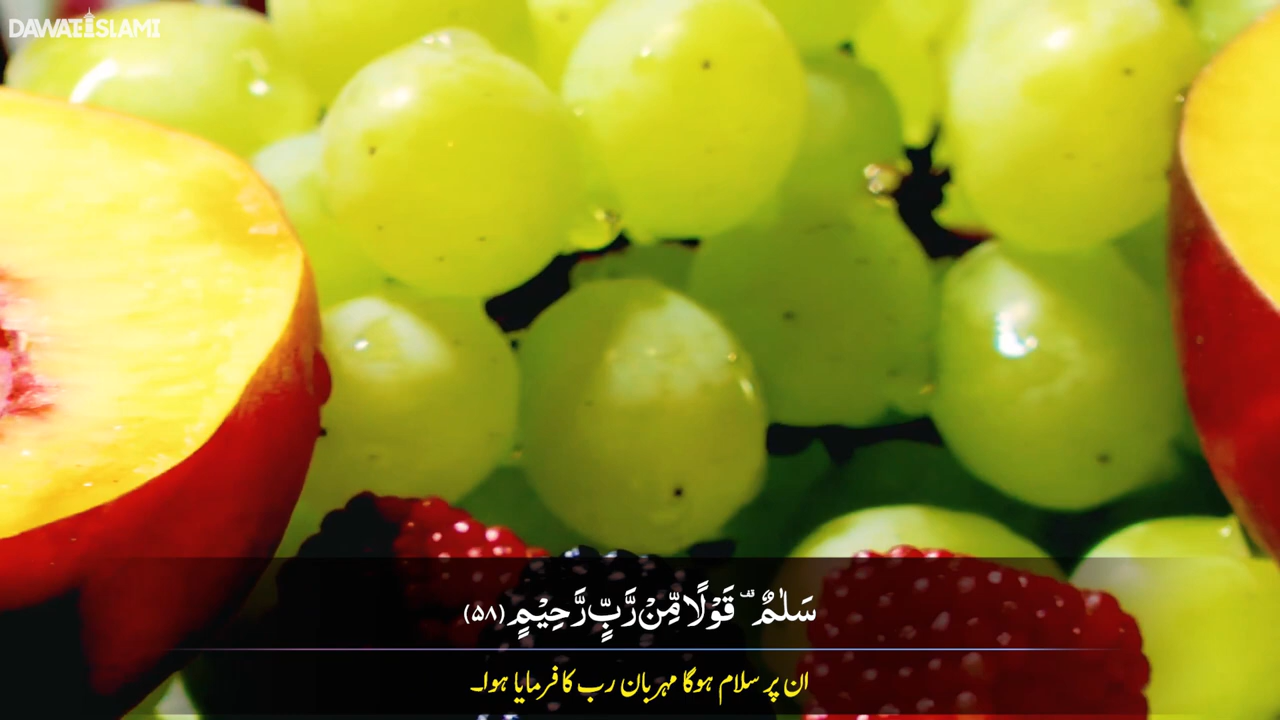 DAWATEISLAMI
سَلٰمٌ ۫ قَوْلًا مِّنْ رَّبٍّ رَّحِیْمٍ(۵۸)
ان پر سلام ہوگا مہربان رب کا فرمایا ہوا۔